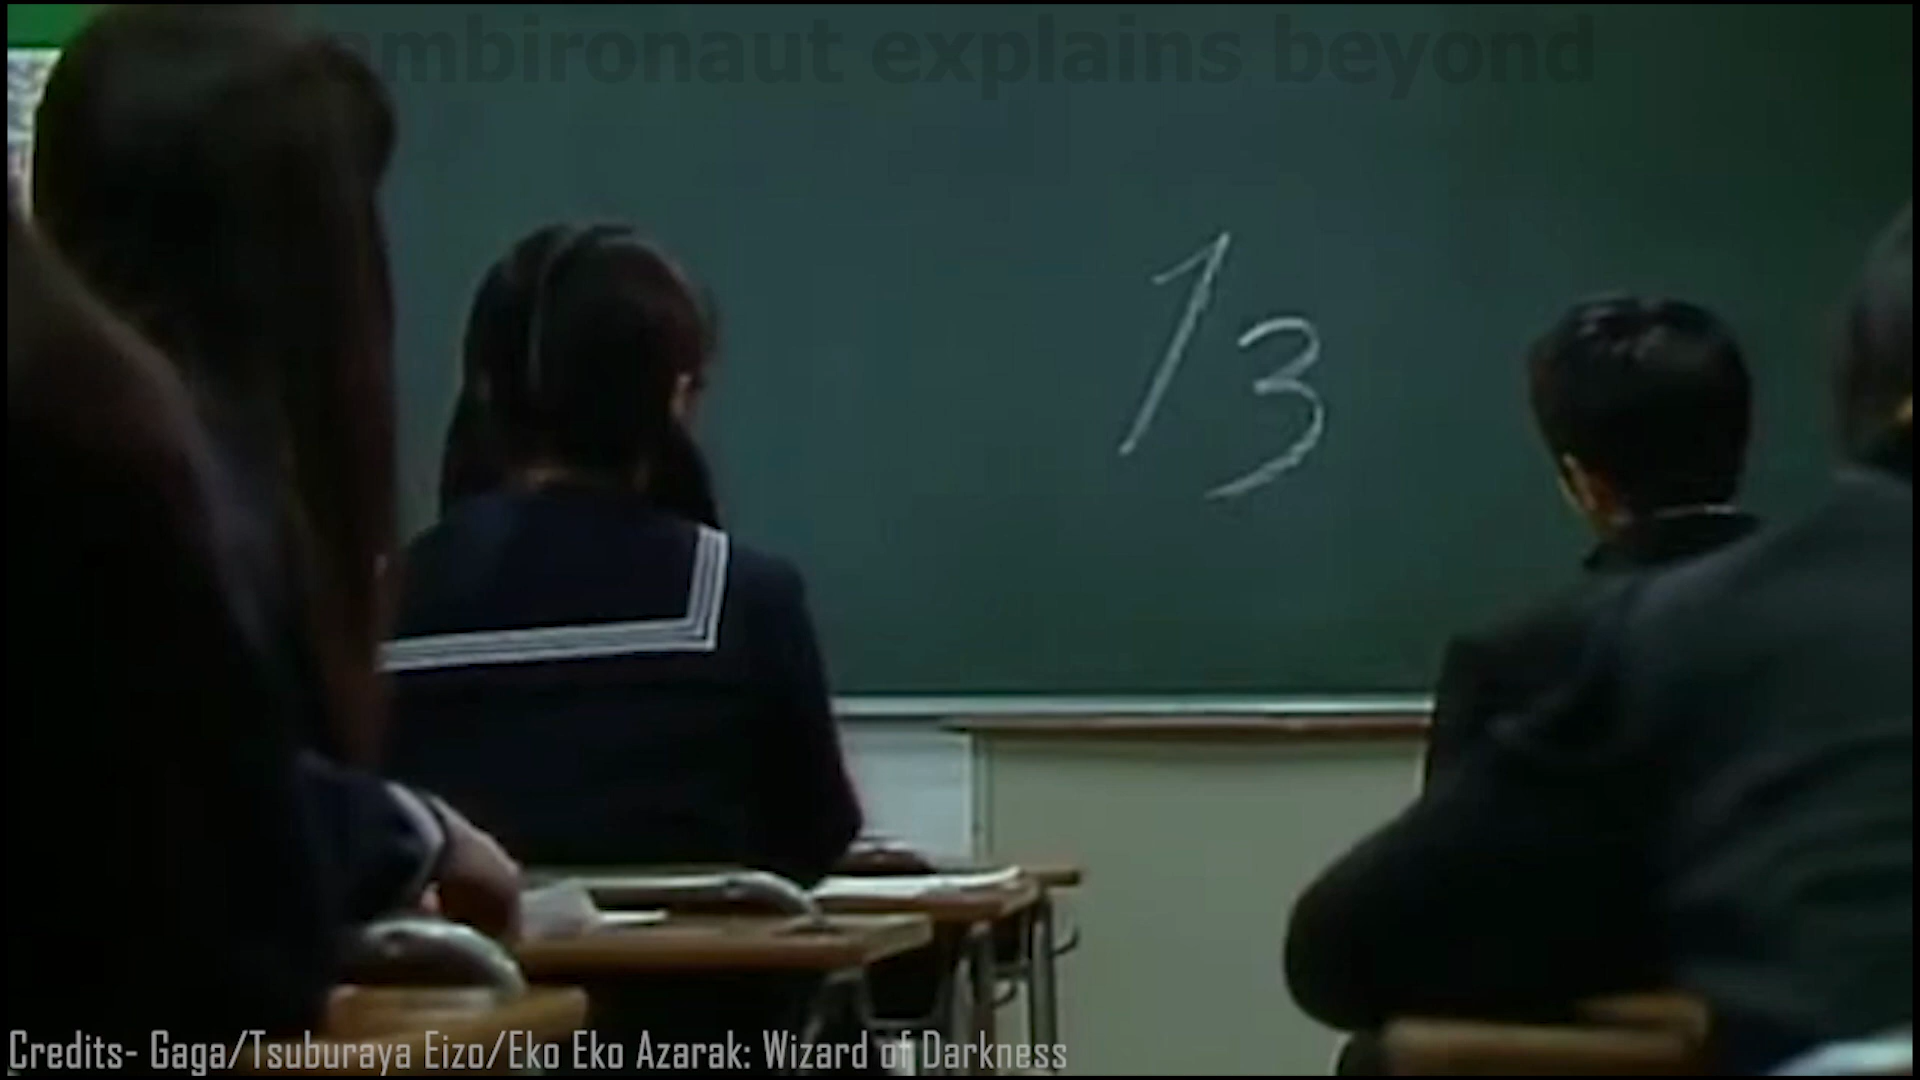 ambironaut explains beyond
13
Credits- Gaga/Tsuburaya Eizo/Eko Eko Azarak: Wizard of Darkness